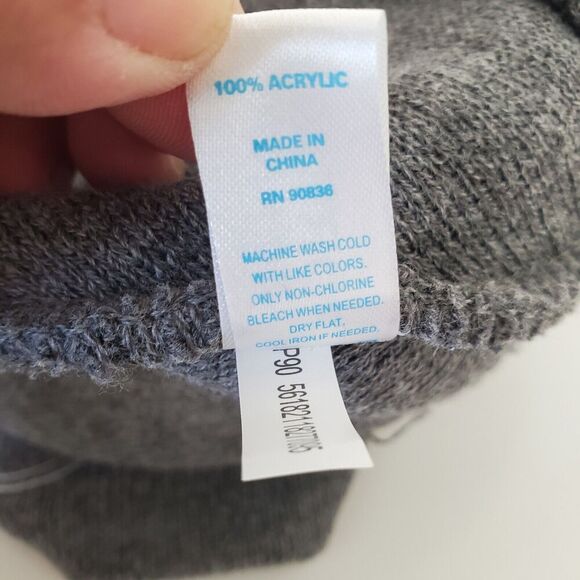 100% ACRYLIC
MADE IN
CHINA
RN 90836
MACHINE WASH COLD
WITH LIKE COLORS.
ONLY NON-CHLORINE
BLEACH WHEN NEEDED.
DRY FLAT.
COOL IRON IF NEEDED.
P90 5618211827705